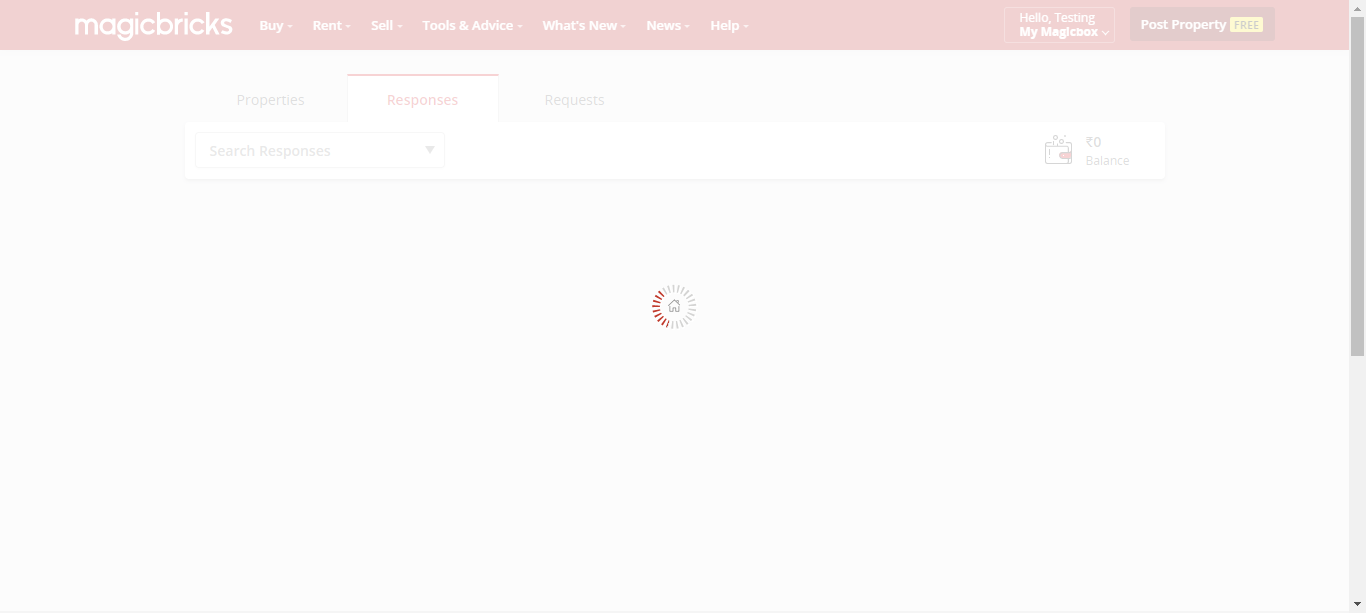 magicbricks Buy Rent Sell Tools & Advice What's New News Help
Hello, Testing
My Magicbox
Post Property FREE
Properties Responses Requests
Search Responses
₹0
Balance